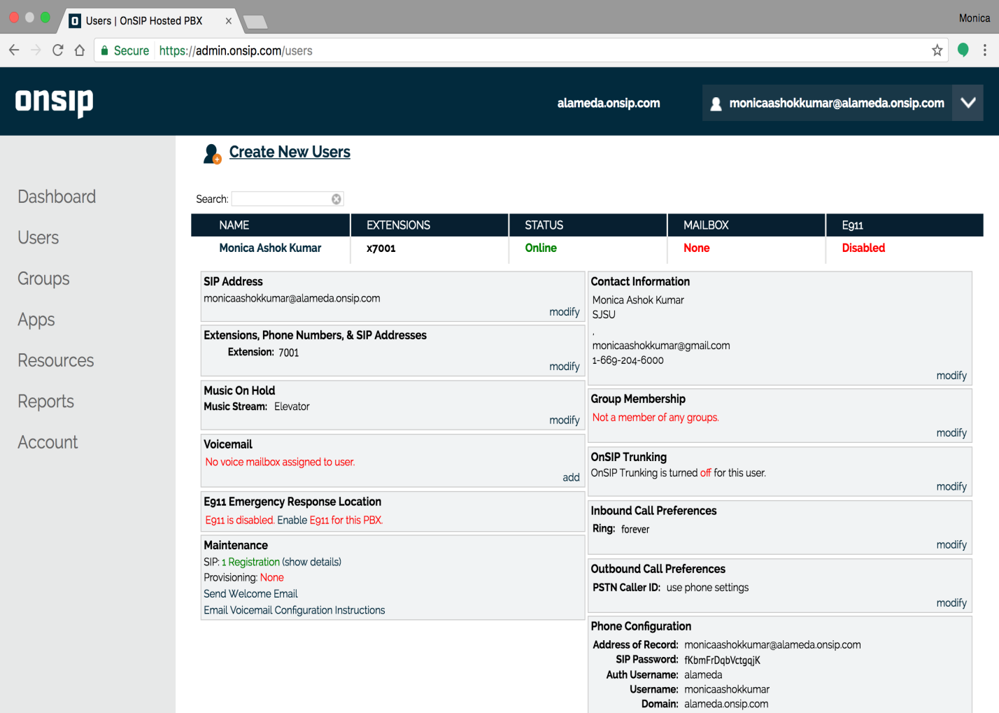 Users | OnSIP Hosted PBX
Monica
Secure https://admin.onsip.com/users
onsip
alameda.onsip.com
monicaashokkumar@alameda.onsip.com
Create New Users
Dashboard
Users
Groups
Apps
Resources
Reports
Account
Search:
NAME EXTENSIONS STATUS MAILBOX E911
Monica Ashok Kumar x7001 Online None Disabled
SIP Address
monicaashokkumar@alameda.onsip.com
modify
Extensions, Phone Numbers, & SIP Addresses
Extension: 7001
modify
Music On Hold
Music Stream: Elevator
modify
Voicemail
No voice mailbox assigned to user.
add
E911 Emergency Response Location
E911 is disabled. Enable E911 for this PBX.
Maintenance
SIP: 1 Registration (show details)
Provisioning: None
Send Welcome Email
Email Voicemail Configuration Instructions
Contact Information
Monica Ashok Kumar
SJSU
,
monicaashokkumar@gmail.com
1-669-204-6000
modify
Group Membership
Not a member of any groups.
modify
OnSIP Trunking
OnSIP Trunking is turned off for this user.
modify
Inbound Call Preferences
Ring: forever
modify
Outbound Call Preferences
PSTN Caller ID: use phone settings
modify
Phone Configuration
Address of Record: monicaashokkumar@alameda.onsip.com
SIP Password: fKbmFrDqbVctgqjK
Auth Username: alameda
Username: monicaashokkumar
Domain: alameda.onsip.com